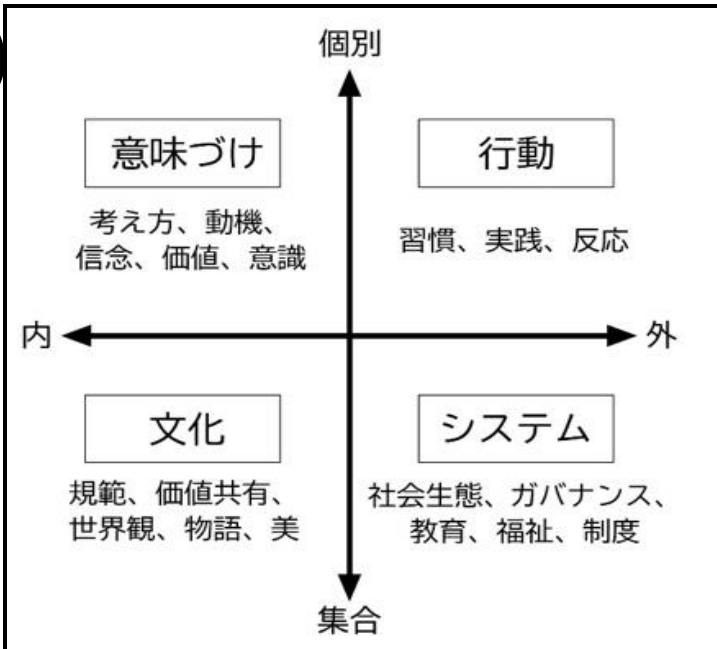 個別
意味づけ
行動
考え方、動機、
信念、価値、意識
習慣、実践、反応
内
外
文化
システム
規範、価値共有、
世界観、物語、美
社会生態、ガバナンス、
教育、福祉、制度
集合